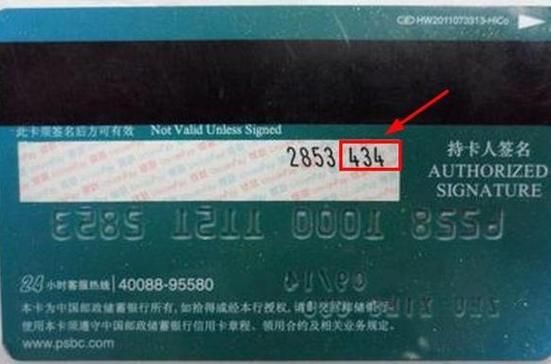 HW2011073313-HiCo
此卡须签名后方可有效 Not Valid Unless Signed
2853 434
持卡人签名
AUTHORIZED
SIGNATURE
24小时客服热线 40088-95580
本卡为中国邮政储蓄银行所有,如拾得或经本行授权,请
使用本卡须遵守中国邮政储蓄银行信用卡章程、领用合约及相关业务规定。
www.psbc.com